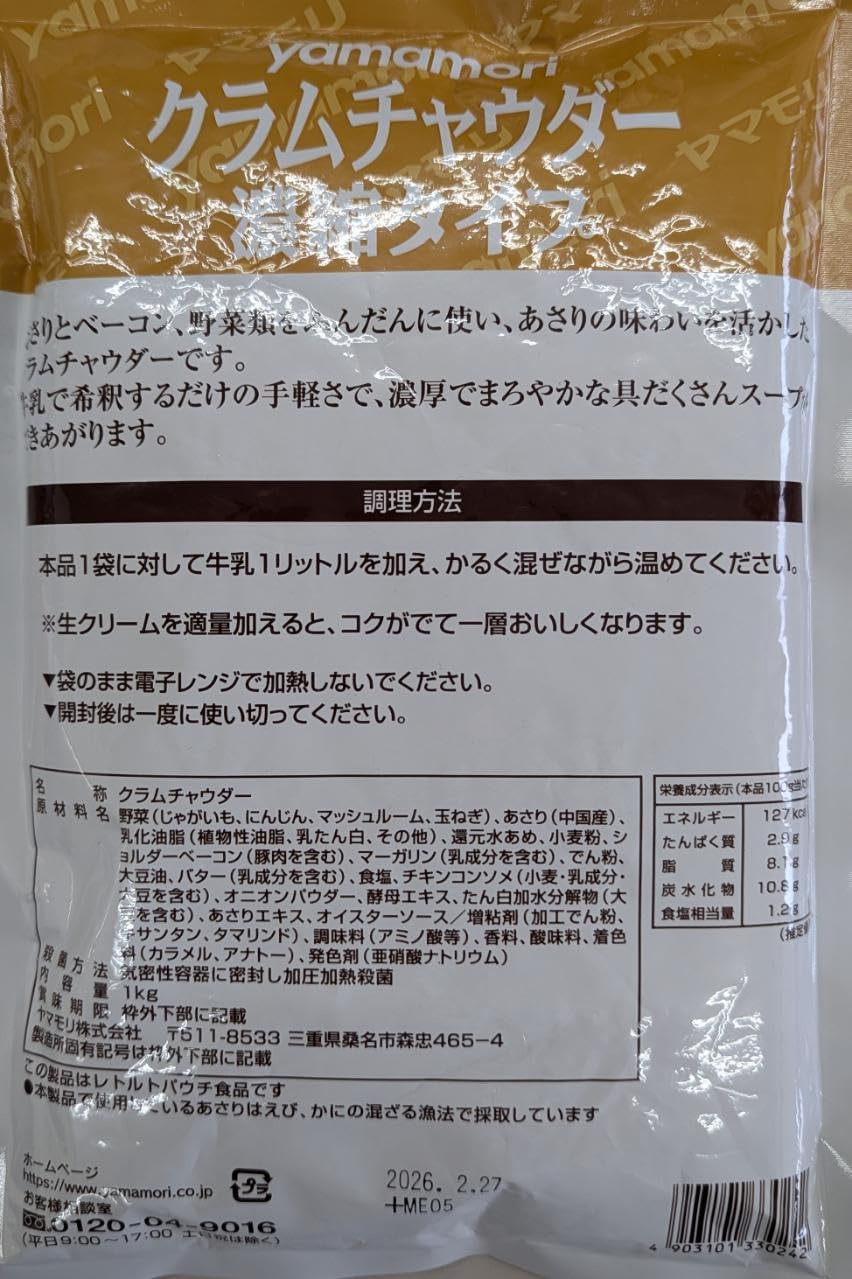 yamamori
クラムチャウダー
濃縮タイプ
さりとベーコン、野菜類をふんだんに使い、あさりの味わいを活かした
ラムチャウダーです。
牛乳で希釈するだけの手軽さで、濃厚でまろやかな具だくさんスープが
きあがります。
調理方法
本品1袋に対して牛乳1リットルを加え、かるく混ぜながら温めてください。
※生クリームを適量加えると、コクがでて一層おいしくなります。
▼袋のまま電子レンジで加熱しないでください。
▼開封後は一度に使い切ってください。
名称 クラムチャウダー
原材料名 野菜(じゃがいも、にんじん、マッシュルーム、玉ねぎ)、あさり(中国産)、
乳化油脂(植物性油脂、乳たん白、その他)、還元水あめ、小麦粉、シ
ョルダーベーコン(豚肉を含む)、マーガリン(乳成分を含む)、でん粉、
大豆油、バター(乳成分を含む)、食塩、チキンコンソメ(小麦・乳成分・
大豆を含む)、オニオンパウダー、酵母エキス、たん白加水分解物(大
豆を含む)、あさりエキス、オイスターソース/増粘剤(加工でん粉、
キサンタン、タマリンド)、調味料(アミノ酸等)、香料、酸味料、着色
料(カラメル、アナトー)、発色剤(亜硝酸ナトリウム)
殺菌方法 気密性容器に密封し加圧加熱殺菌
内容量 1kg
賞味期限 枠外下部に記載
ヤマモリ株式会社 〒511-8533 三重県桑名市森忠465-4
製造所固有記号は枠外下部に記載
栄養成分表示(本品100g当た
エネルギー 127kcal
たんぱく質 2.9g
脂質 8.1g
炭水化物 10.8g
食塩相当量 1.2g
(推定値
この製品はレトルトパウチ食品です
●本製品で使用しているあさりはえび、かにの混ざる漁法で採取しています
ホームページ
https://www.yamamori.co.jp
プラ
お客様相談室
0120-04-9016
(平日9:00～17:00 土日祝は除く)
2026. 2.27
+ME05
4 903101 330242